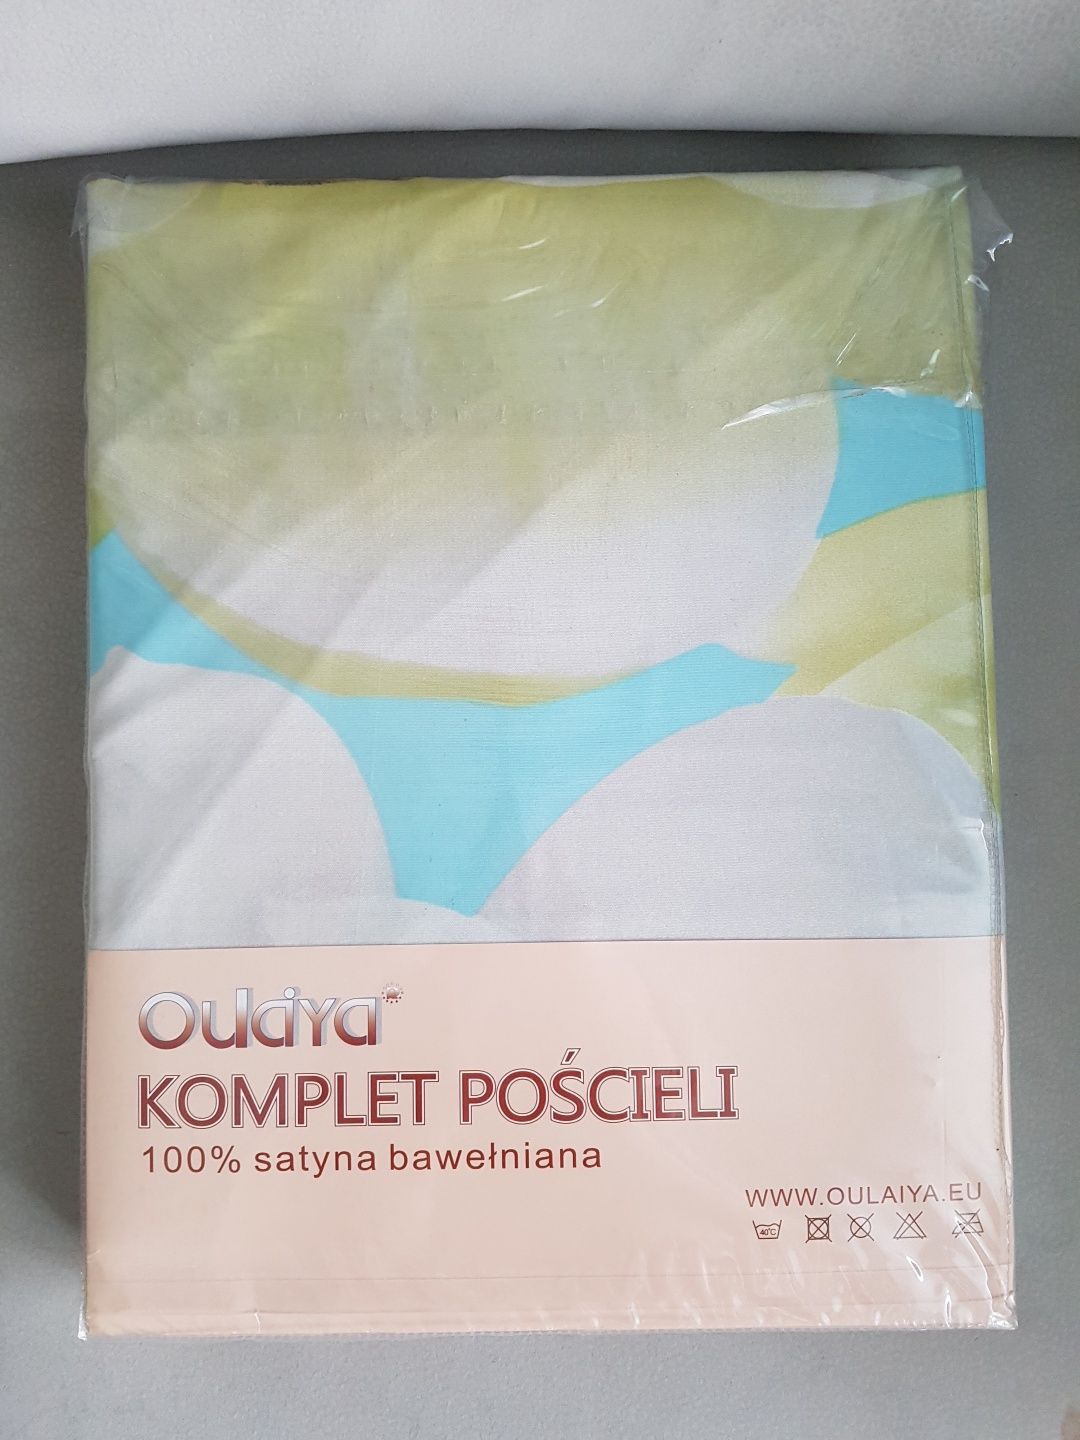 Oulaiya
KOMPLET POŚCIELI
100% satyna bawełniana
WWW.OULAIYA.EU
40°C